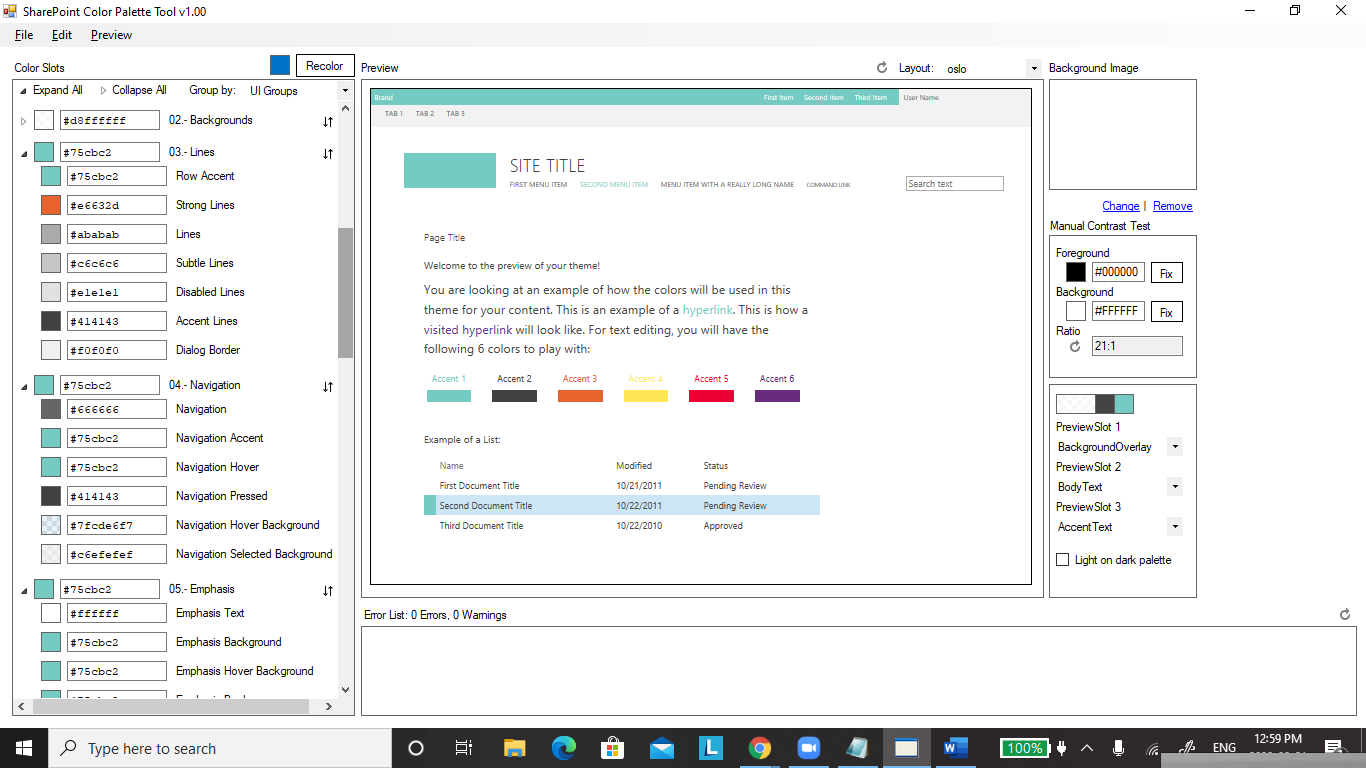 SharePoint Color Palette Tool v1.00
File Edit Preview
Color Slots
Recolor
Expand All
Collapse All
Group by:
UI Groups
#d8ffffff 02.- Backgrounds
#75cbc2 03.- Lines
#75cbc2 Row Accent
#e6632d Strong Lines
#ababab Lines
#c6c6c6 Subtle Lines
#e1e1e1 Disabled Lines
#414143 Accent Lines
#f0f0f0 Dialog Border
#75cbc2 04.- Navigation
#666666 Navigation
#75cbc2 Navigation Accent
#75cbc2 Navigation Hover
#414143 Navigation Pressed
#7fcde6f7 Navigation Hover Background
#c6efefef Navigation Selected Background
#75cbc2 05.- Emphasis
#ffffff Emphasis Text
#75cbc2 Emphasis Background
#75cbc2 Emphasis Hover Background
Preview
Layout: oslo
Brand First Item Second Item Third Item User Name
TAB 1 TAB 2 TAB 3
SITE TITLE
FIRST MENU ITEM SECOND MENU ITEM MENU ITEM WITH A REALLY LONG NAME COMMAND LINK
Search text
Page Title
Welcome to the preview of your theme!
You are looking at an example of how the colors will be used in this
theme for your content. This is an example of a hyperlink. This is how a
visited hyperlink will look like. For text editing, you will have the
following 6 colors to play with:
Accent 1 Accent 2 Accent 3 Accent 4 Accent 5 Accent 6
Example of a List:
Name Modified Status
First Document Title 10/21/2011 Pending Review
Second Document Title 10/22/2011 Pending Review
Third Document Title 10/22/2010 Approved
Background Image
Change | Remove
Manual Contrast Test
Foreground
#000000 Fix
Background
#FFFFFF Fix
Ratio
21:1
PreviewSlot 1
BackgroundOverlay
PreviewSlot 2
BodyText
PreviewSlot 3
AccentText
Light on dark palette
Error List: 0 Errors, 0 Warnings
Type here to search
L
W
100%
ENG
12:59 PM